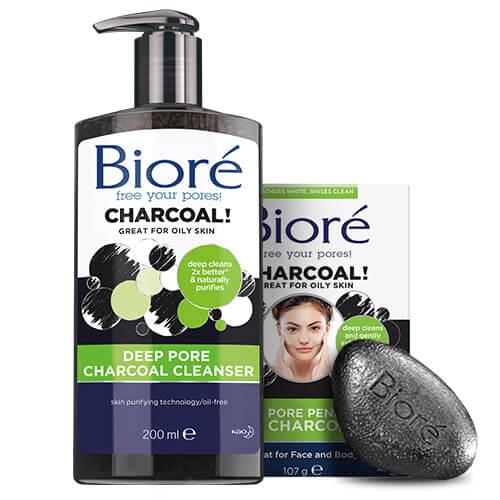 Bioré
free your pores!
CHARCOAL!
GREAT FOR OILY SKIN
deep cleans
2x better*
& naturally
purifies
DEEP PORE
CHARCOAL CLEANSER
skin purifying technology/oil-free
200 ml e
Kao
LATHERS WHITE, RINSES CLEAN
Bioré
free your pores!
CHARCOAL!
GREAT FOR OILY SKIN
deep cleans
and gently
PORE PEN
CHARCO
at for Face and Body
107 g e
Bioré